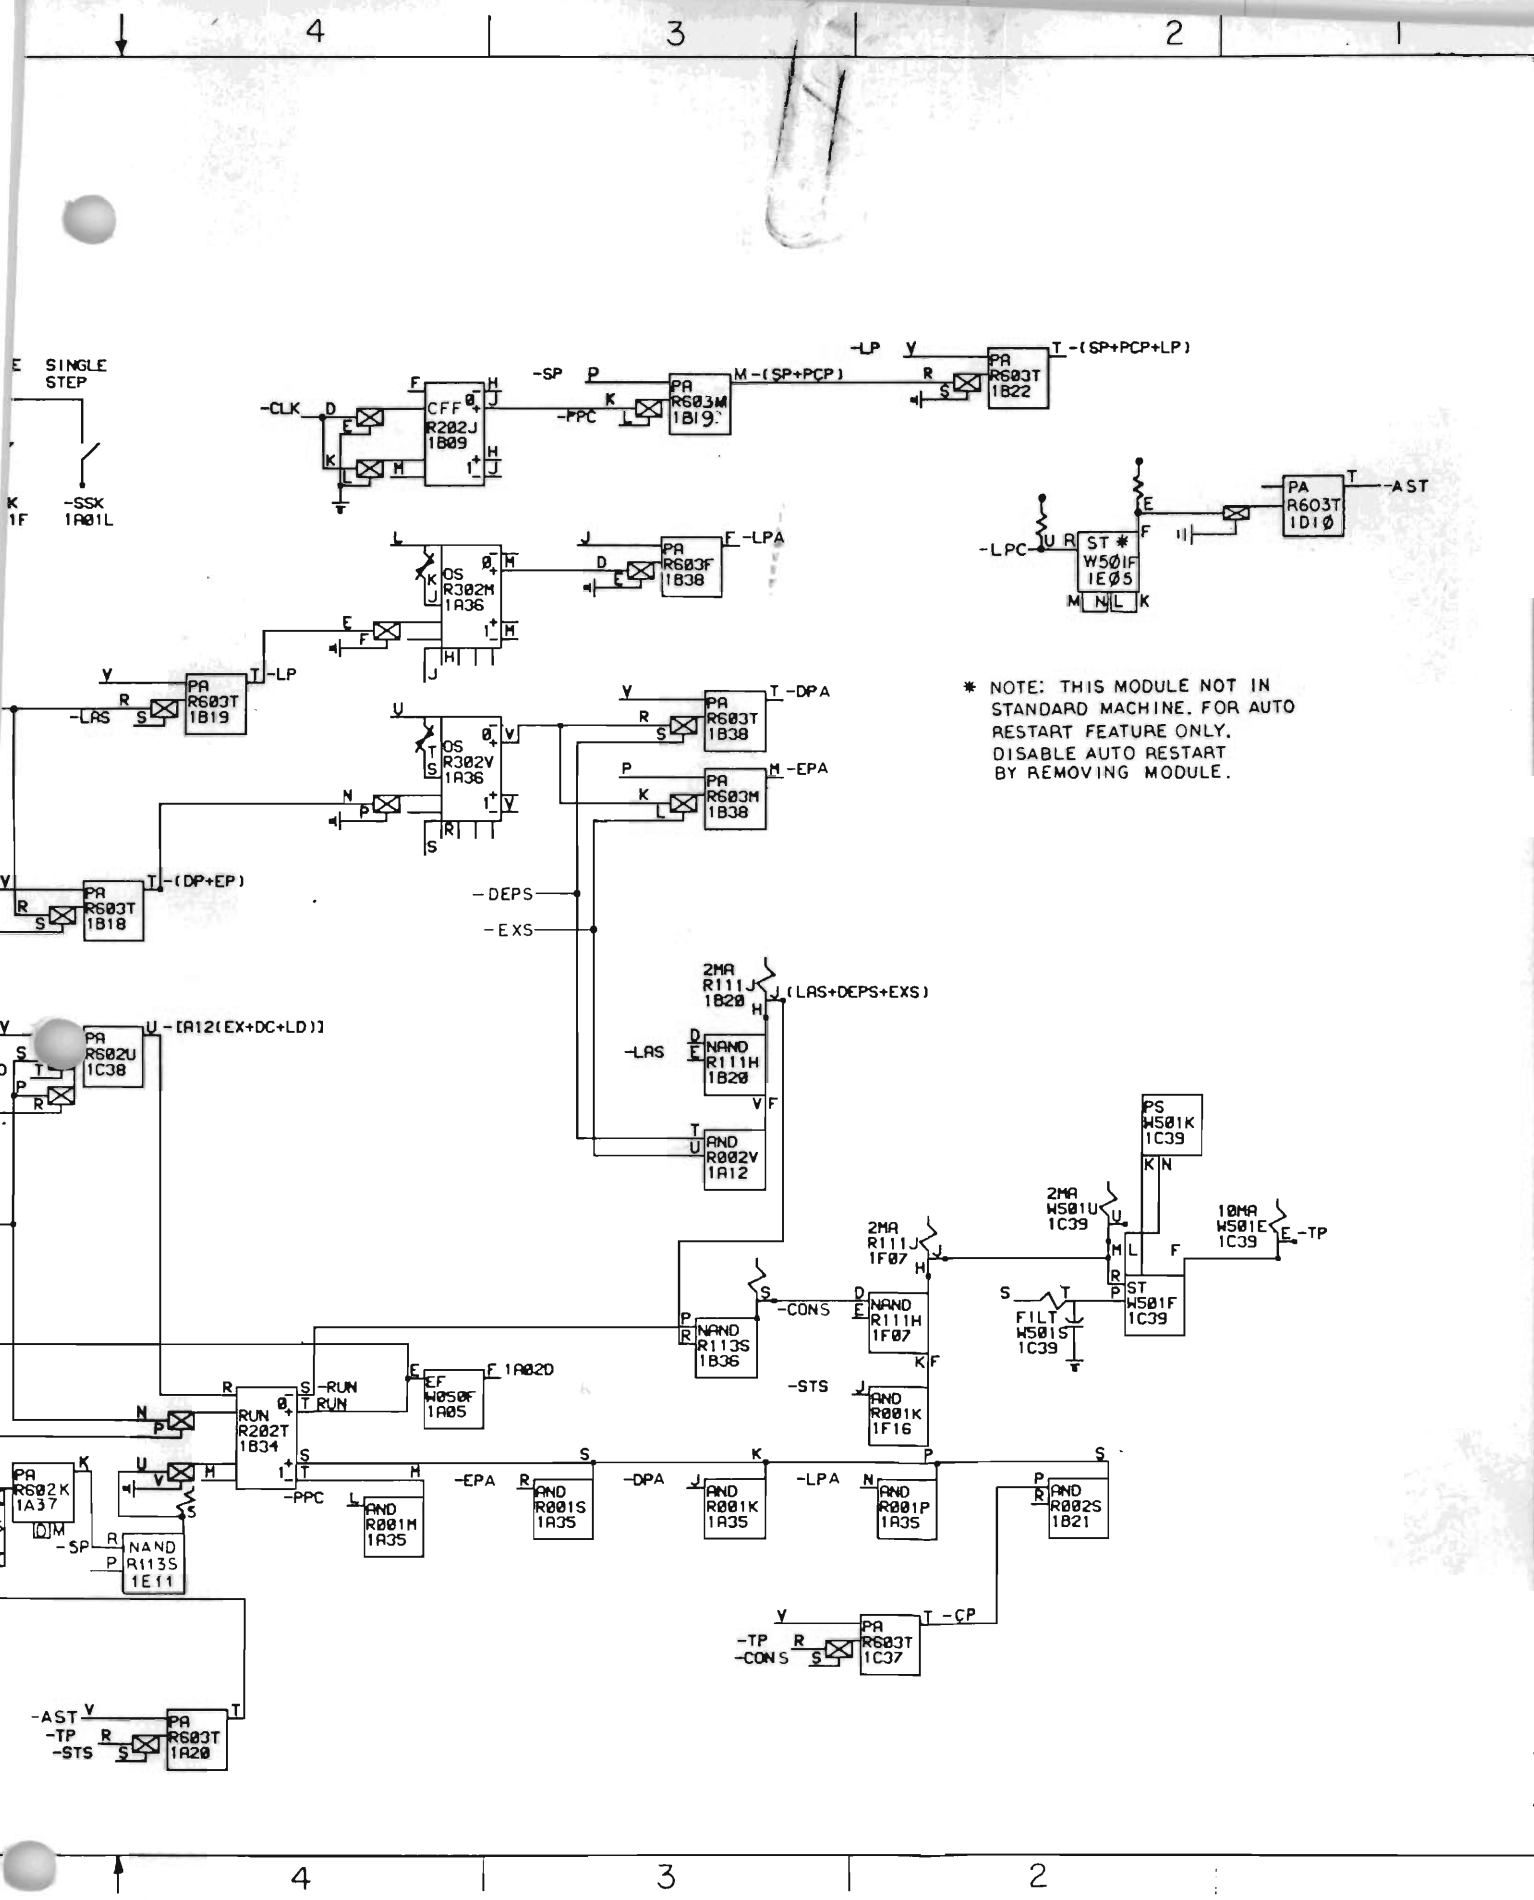 4 3 2
E SINGLE
STEP
K -SSK
1F 1A01L
-CLK D E K L
F H J
CFF 0
R202J
1B09
M 1 H J
-SP P
K
-PPC L
PA
R603M
1B19
M -(SP+PCP)
-LP V
R
S
PA
R603T
1B22
T -(SP+PCP+LP)
-LPC U R
ST *
W501F
1E05
M N L K
E
F
PA
R603T
1D10
T -AST
L
K
J
OS
R302M
1A36
0 M
1 M
E
F
H
J
J
D
E
PA
R603F
1B38
F -LPA
V
R
-LAS S
PA
R603T
1B19
T -LP
U
T
S
OS
R302V
1A36
0 V
1 V
N
P
R
S
V
R
S
PA
R603T
1B38
T -DPA
P
K
L
PA
R603M
1B38
M -EPA
* NOTE: THIS MODULE NOT IN
STANDARD MACHINE. FOR AUTO
RESTART FEATURE ONLY.
DISABLE AUTO RESTART
BY REMOVING MODULE.
V
R
S
PA
R603T
1B18
T -(DP+EP)
-DEPS
-EXS
2MA
R111J
1B20
J (LAS+DEPS+EXS)
H
-LAS D
E
NAND
R111H
1B20
V F
T
U
AND
R002V
1A12
V
S
T
P
R
PA
R602U
1C38
U -[A12(EX+DC+LD)]
PS
W501K
1C39
K N
2MA
W501U
1C39
U
M L F
R
P
ST
W501F
1C39
10MA
W501E
1C39
E -TP
S T
FILT
W501S
1C39
2MA
R111J
1F07
J
H
-CONS D
E
NAND
R111H
1F07
K F
-STS J
AND
R001K
1F16
S
P
R
NAND
R113S
1B36
E
EF
W050F
1A05
F 1A02D
R
N
P
U
V
M
RUN
R202T
1B34
0
1
S -RUN
T RUN
S
T
M
-PPC L
AND
R001M
1A35
-EPA R
S
AND
R001S
1A35
-DPA J
K
AND
R001K
1A35
-LPA N
P
AND
R001P
1A35
S
P
R
AND
R002S
1B21
PA
R602K
1A37
K
D M
-SP R
P
S
NAND
R113S
1E11
V
-TP R
-CONS S
PA
R603T
1C37
T -CP
-AST V
-TP R
-STS S
PA
R603T
1A20
T
4 3 2